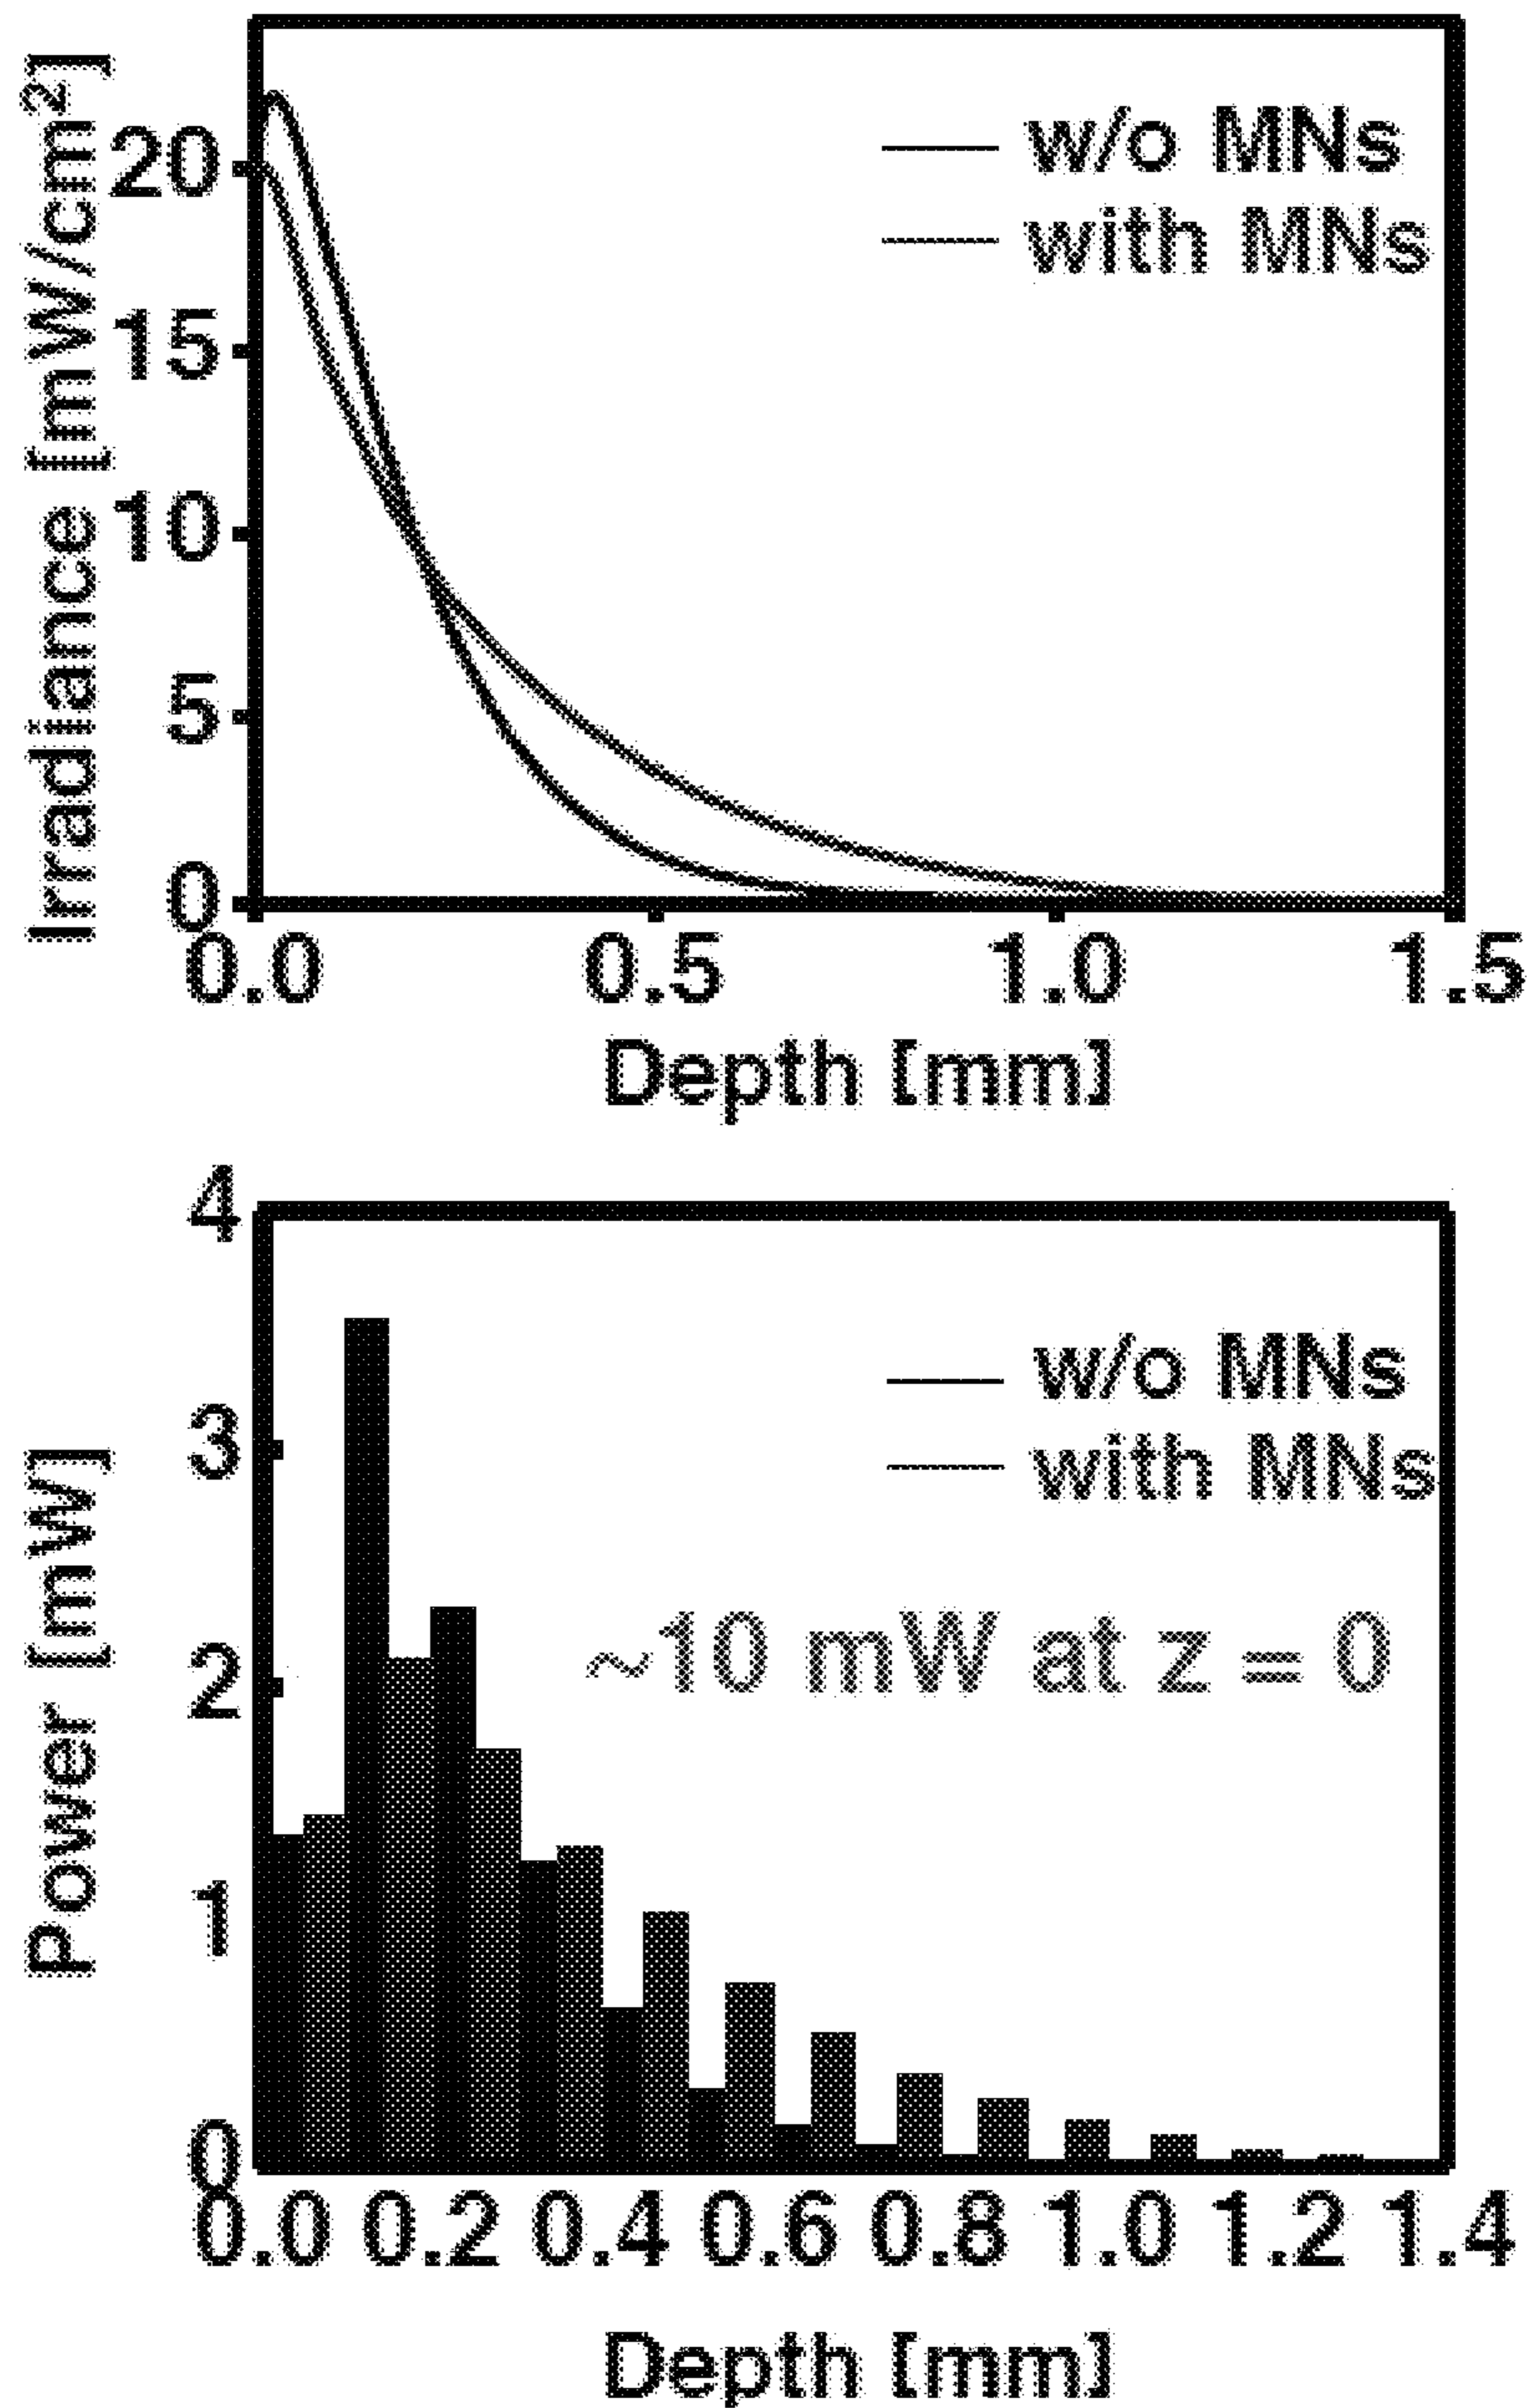 Irradiance [mW/cm²]
20
15
10
5
0
w/o MNs
with MNs
0.0 0.5 1.0 1.5
Depth [mm]
Power [mW]
4
3
2
1
0
w/o MNs
with MNs
~10 mW at z = 0
0.0 0.2 0.4 0.6 0.8 1.0 1.2 1.4
Depth [mm]